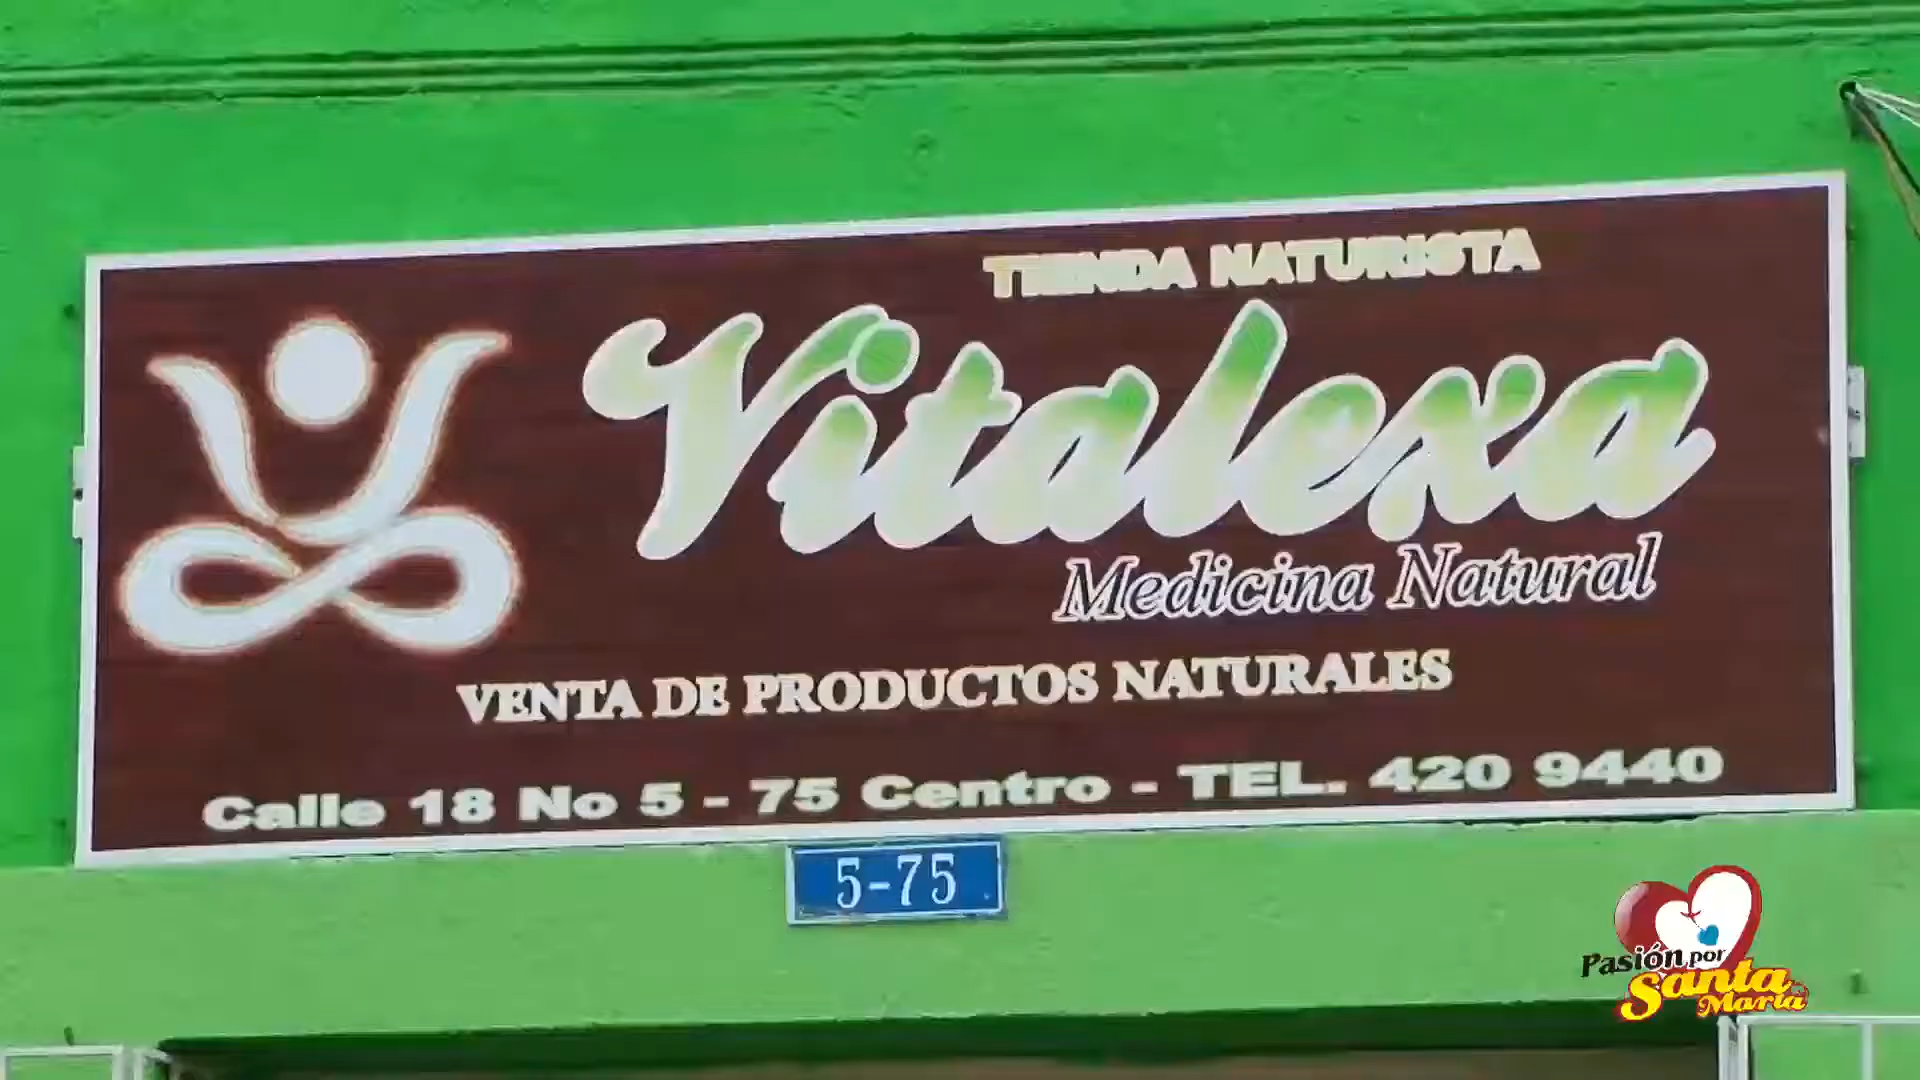 TIENDA NATURISTA
Vitalexa
Medicina Natural
VENTA DE PRODUCTOS NATURALES
Calle 18 No 5 - 75 Centro - TEL. 420 9440
5-75
Pasión por
Santa
María